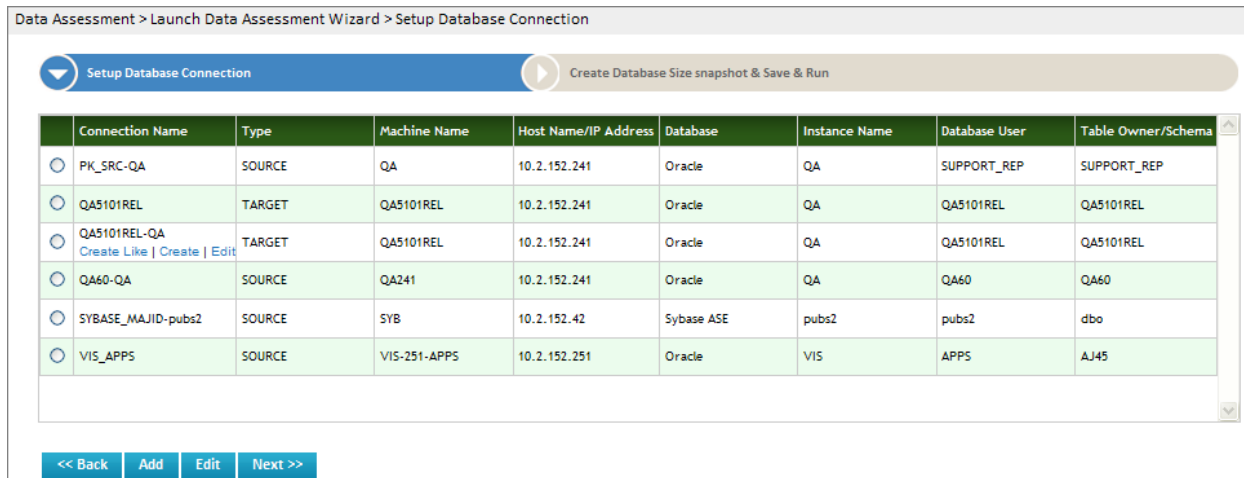 Data Assessment > Launch Data Assessment Wizard > Setup Database Connection
Setup Database Connection Create Database Size snapshot & Save & Run
Connection Name Type Machine Name Host Name/IP Address Database Instance Name Database User Table Owner/Schema
PK_SRC-QA SOURCE QA 10.2.152.241 Oracle QA SUPPORT_REP SUPPORT_REP
QA5101REL TARGET QA5101REL 10.2.152.241 Oracle QA QA5101REL QA5101REL
QA5101REL-QA TARGET QA5101REL 10.2.152.241 Oracle QA QA5101REL QA5101REL
Create Like | Create | Edit
QA60-QA SOURCE QA241 10.2.152.241 Oracle QA QA60 QA60
SYBASE_MAJID-pubs2 SOURCE SYB 10.2.152.42 Sybase ASE pubs2 pubs2 dbo
VIS_APPS SOURCE VIS-251-APPS 10.2.152.251 Oracle VIS APPS AJ45
<< Back Add Edit Next >>